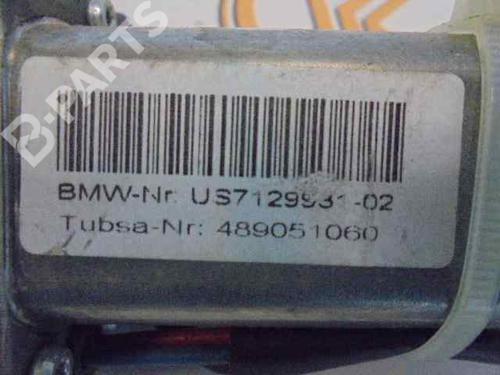 B-PARTS
BMW-Nr. US7129931-02
Tubsa-Nr: 489051060